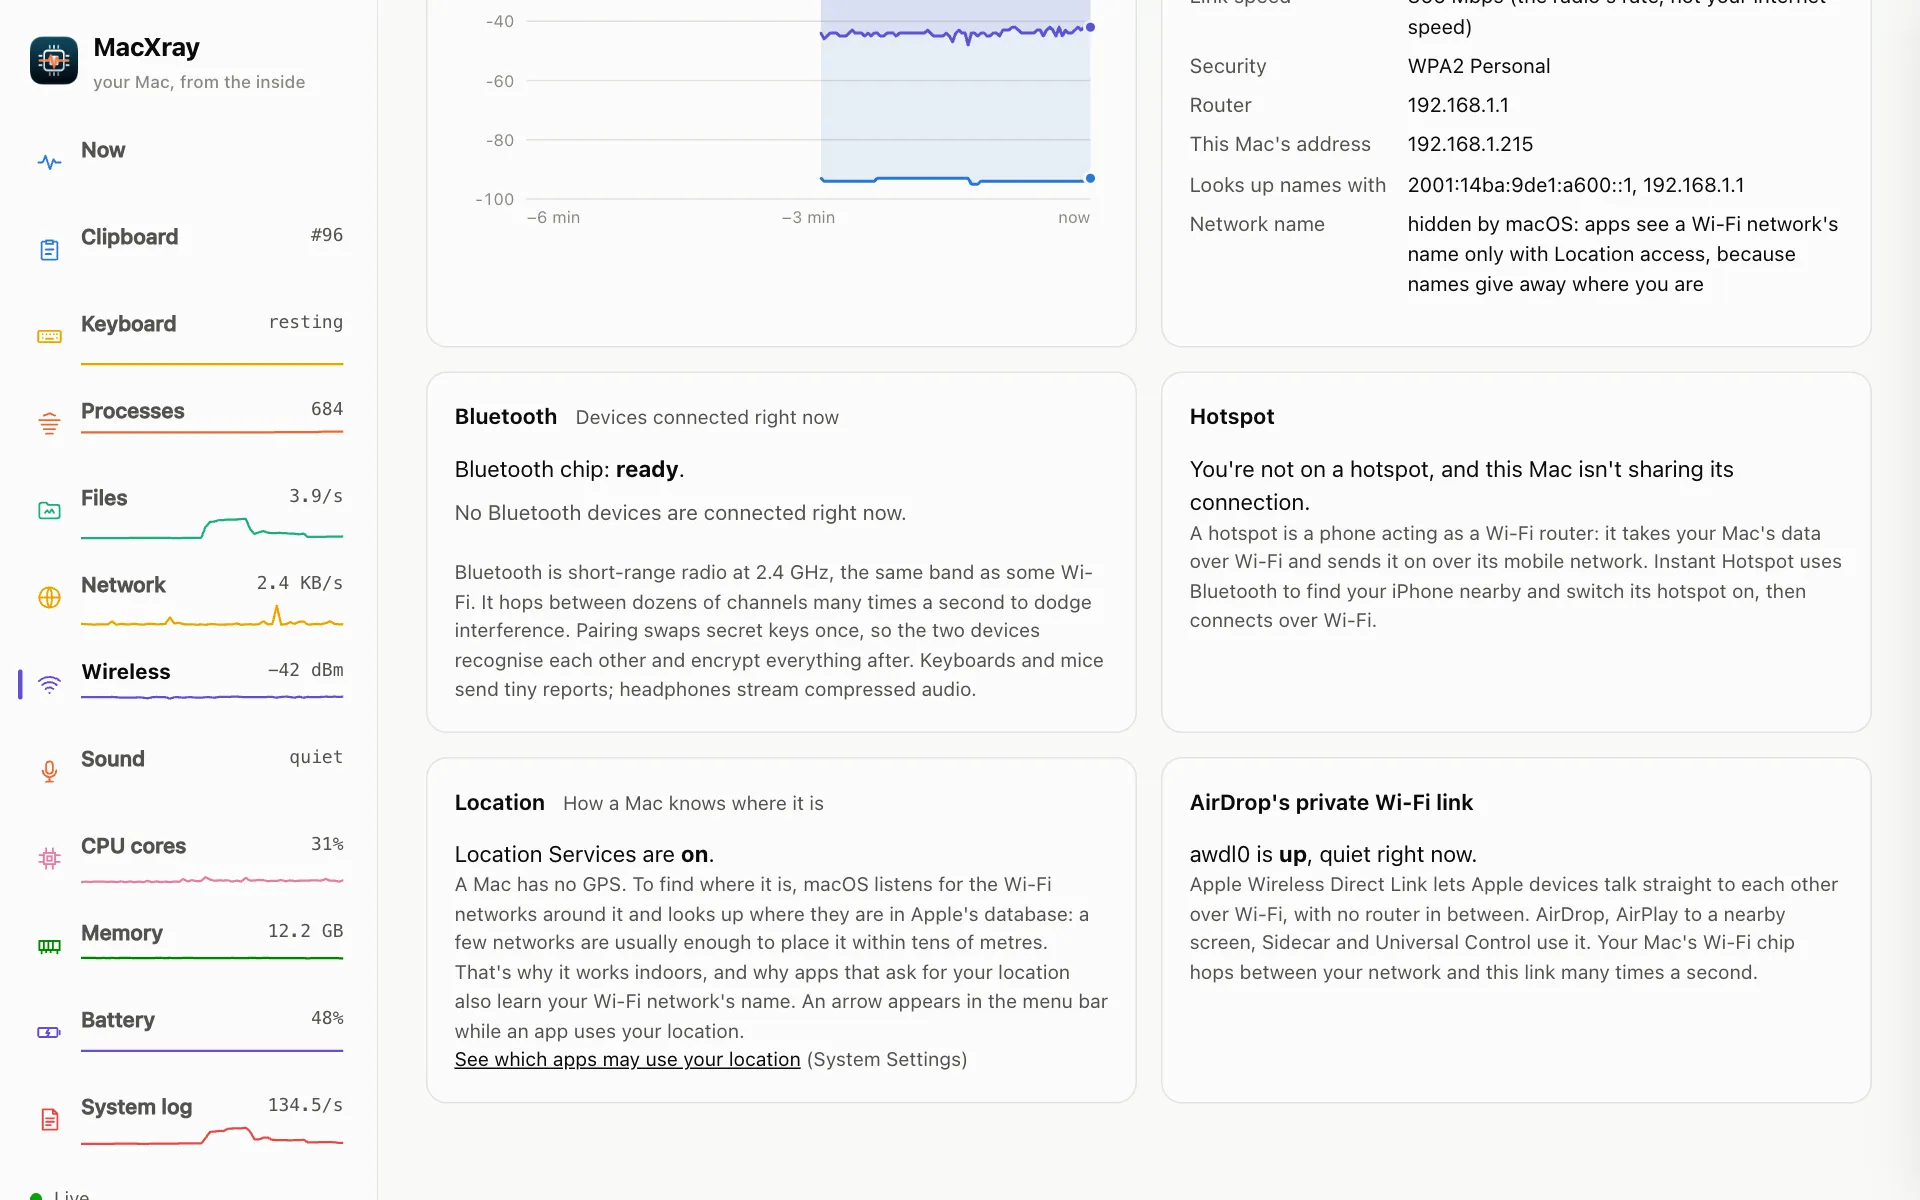 MacXray
your Mac, from the inside
Now
Clipboard #96
Keyboard resting
Processes 684
Files 3.9/s
Network 2.4 KB/s
Wireless −42 dBm
Sound quiet
CPU cores 31%
Memory 12.2 GB
Battery 48%
System log 134.5/s
Live
-40
-60
-80
-100
−6 min −3 min now
speed)
Security WPA2 Personal
Router 192.168.1.1
This Mac's address 192.168.1.215
Looks up names with 2001:14ba:9de1:a600::1, 192.168.1.1
Network name hidden by macOS: apps see a Wi-Fi network's
name only with Location access, because
names give away where you are
Bluetooth Devices connected right now
Bluetooth chip: ready.
No Bluetooth devices are connected right now.
Bluetooth is short-range radio at 2.4 GHz, the same band as some Wi-
Fi. It hops between dozens of channels many times a second to dodge
interference. Pairing swaps secret keys once, so the two devices
recognise each other and encrypt everything after. Keyboards and mice
send tiny reports; headphones stream compressed audio.
Hotspot
You're not on a hotspot, and this Mac isn't sharing its
connection.
A hotspot is a phone acting as a Wi-Fi router: it takes your Mac's data
over Wi-Fi and sends it on over its mobile network. Instant Hotspot uses
Bluetooth to find your iPhone nearby and switch its hotspot on, then
connects over Wi-Fi.
Location How a Mac knows where it is
Location Services are on.
A Mac has no GPS. To find where it is, macOS listens for the Wi-Fi
networks around it and looks up where they are in Apple's database: a
few networks are usually enough to place it within tens of metres.
That's why it works indoors, and why apps that ask for your location
also learn your Wi-Fi network's name. An arrow appears in the menu bar
while an app uses your location.
See which apps may use your location (System Settings)
AirDrop's private Wi-Fi link
awdl0 is up, quiet right now.
Apple Wireless Direct Link lets Apple devices talk straight to each other
over Wi-Fi, with no router in between. AirDrop, AirPlay to a nearby
screen, Sidecar and Universal Control use it. Your Mac's Wi-Fi chip
hops between your network and this link many times a second.